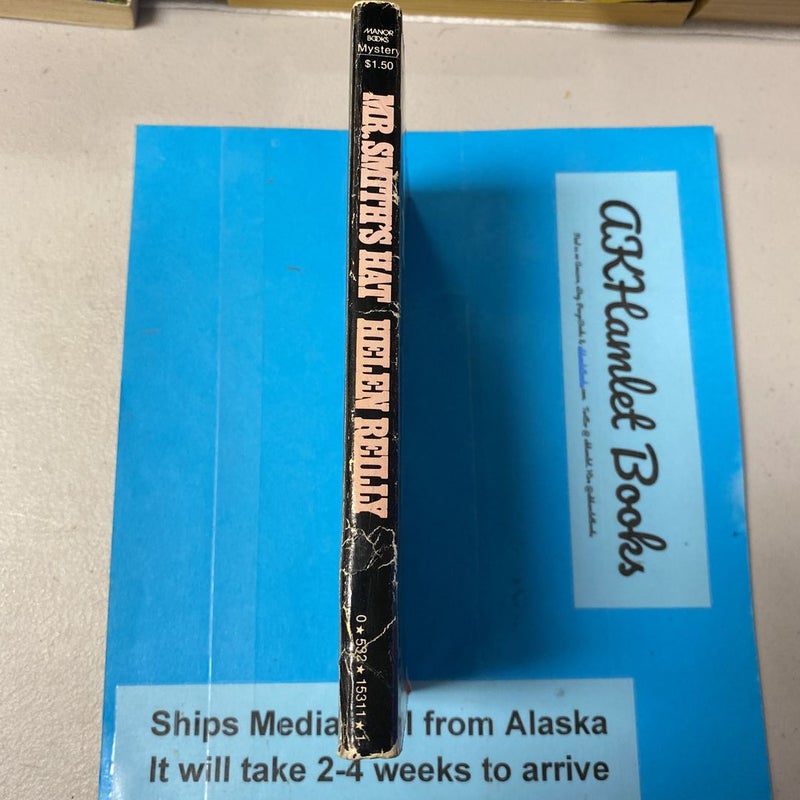 MANOR
BOOKS
Mystery
$1.50
MR. SMITH'S HAT HELEN REILLY
0★532★15311★1
AKHamlet Books
Ships Media l from Alaska
It will take 2-4 weeks to arrive